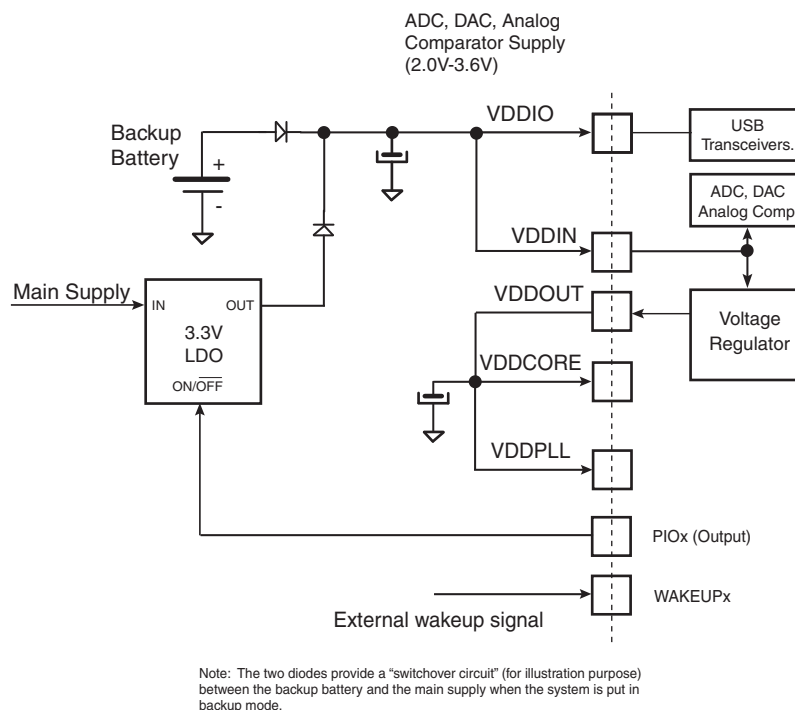 ADC, DAC, Analog
Comparator Supply
(2.0V-3.6V)
VDDIO
USB
Transceivers.
Backup
Battery
+
-
ADC, DAC
Analog Comp.
VDDIN
Main Supply
IN
OUT
3.3V
LDO
ON/OFF
VDDOUT
Voltage
Regulator
VDDCORE
VDDPLL
PIOx (Output)
WAKEUPx
External wakeup signal
Note: The two diodes provide a “switchover circuit” (for illustration purpose)
between the backup battery and the main supply when the system is put in
backup mode.